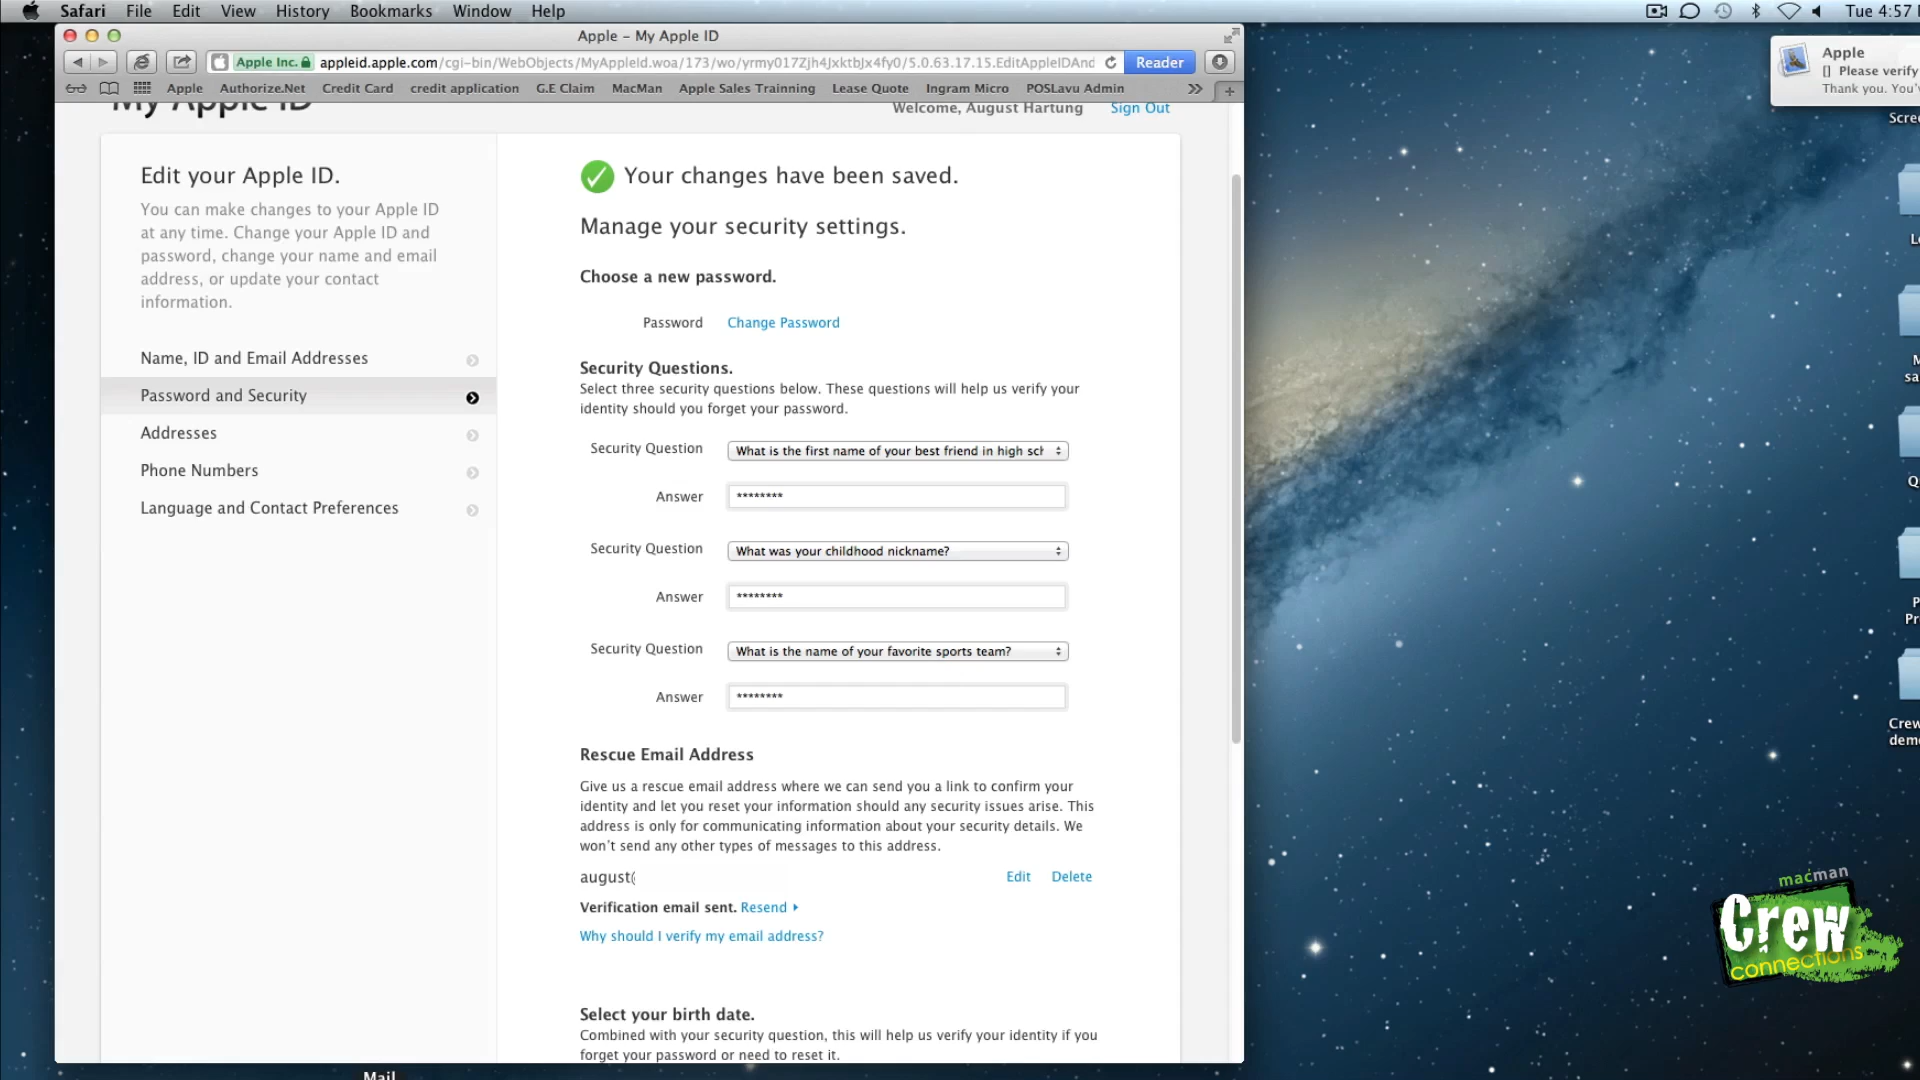 Safari File Edit View History Bookmarks Window Help
Tue 4:57
Apple – My Apple ID
Apple Inc. appleid.apple.com/cgi-bin/WebObjects/MyAppleId.woa/173/wo/yrmy017Zjh4JxktbJx4fy0/5.0.63.17.15.EditAppleIDAnd
Reader
Apple Authorize.Net Credit Card credit application G.E Claim MacMan Apple Sales Trainning Lease Quote Ingram Micro POSLavu Admin
My Apple ID
Welcome, August Hartung Sign Out
Edit your Apple ID.
You can make changes to your Apple ID
at any time. Change your Apple ID and
password, change your name and email
address, or update your contact
information.
Name, ID and Email Addresses
Password and Security
Addresses
Phone Numbers
Language and Contact Preferences
Your changes have been saved.
Manage your security settings.
Choose a new password.
Password Change Password
Security Questions.
Select three security questions below. These questions will help us verify your
identity should you forget your password.
Security Question What is the first name of your best friend in high sch
Answer ********
Security Question What was your childhood nickname?
Answer ********
Security Question What is the name of your favorite sports team?
Answer ********
Rescue Email Address
Give us a rescue email address where we can send you a link to confirm your
identity and let you reset your information should any security issues arise. This
address is only for communicating information about your security details. We
won't send any other types of messages to this address.
august Edit Delete
Verification email sent. Resend
Why should I verify my email address?
Select your birth date.
Combined with your security question, this will help us verify your identity if you
forget your password or need to reset it.
Mail
Apple
[] Please verify
Thank you. You'v
Scree
Crew
demo
macman
Crew
connections